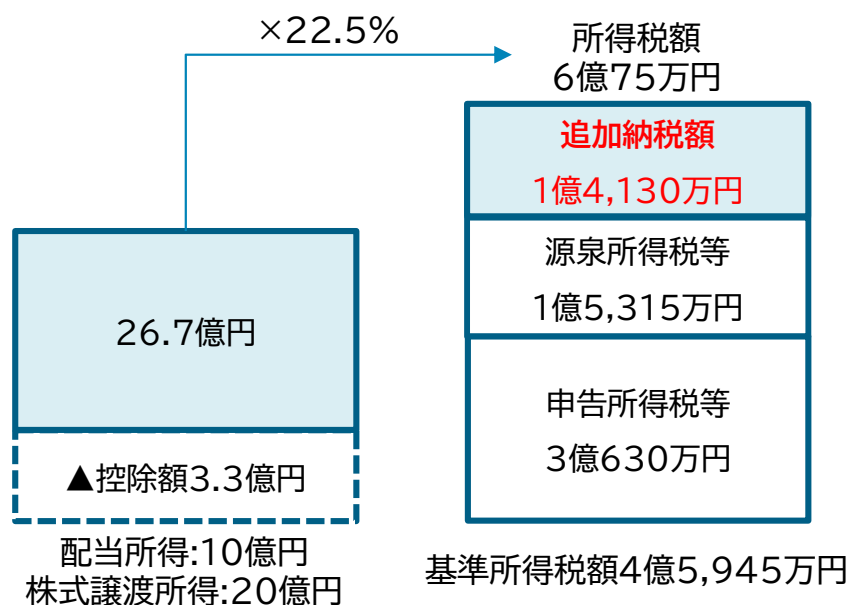 ×22.5%
所得税額
6億75万円
追加納税額
1億4,130万円
源泉所得税等
1億5,315万円
申告所得税等
3億630万円
基準所得税額4億5,945万円
26.7億円
▲控除額3.3億円
配当所得:10億円
株式譲渡所得:20億円